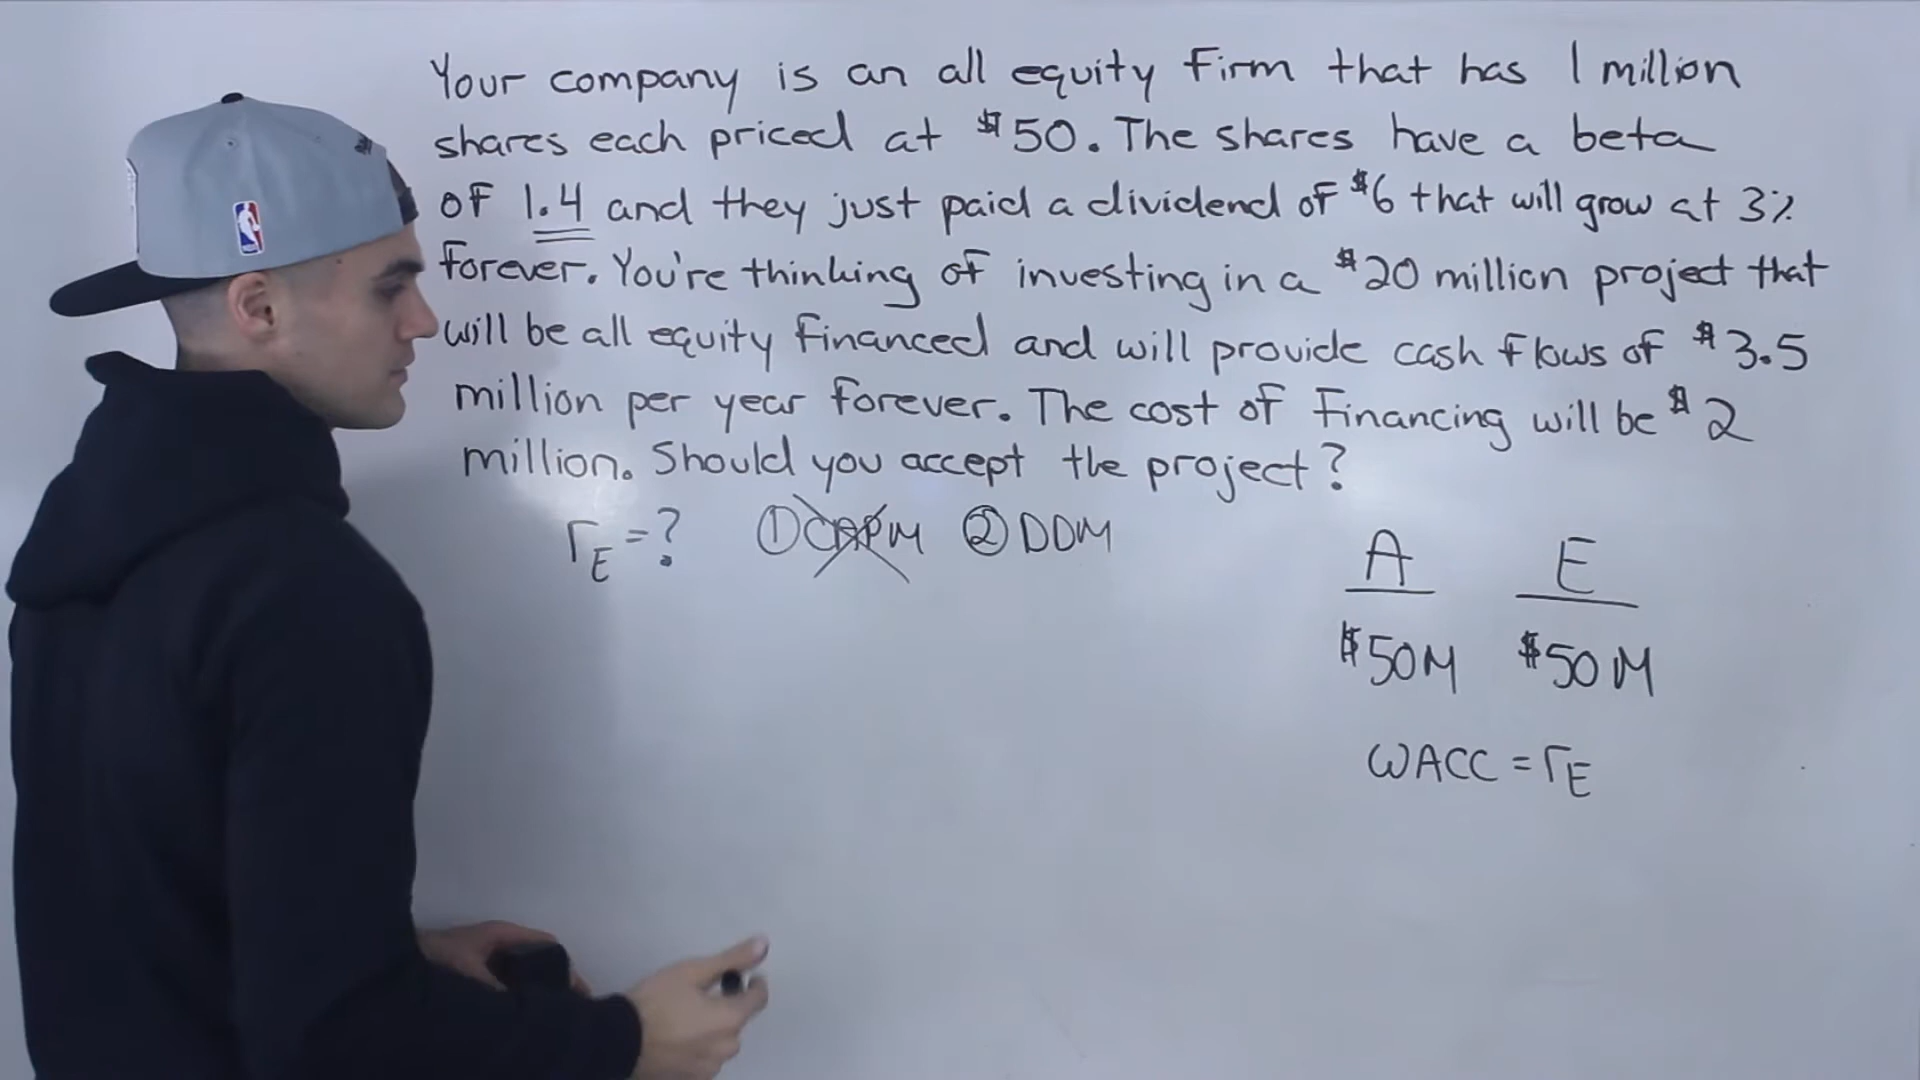 Your company is an all equity firm that has 1 million
shares each priced at $50. The shares have a beta
of 1.4 and they just paid a dividend of $6 that will grow at 3%
forever. You're thinking of investing in a $20 million project that
will be all equity financed and will provide cash flows of $3.5
million per year forever. The cost of financing will be $2
million. Should you accept the project?
rE = ? ① CAPM ② DDM
A E
$50M $50M
WACC = rE